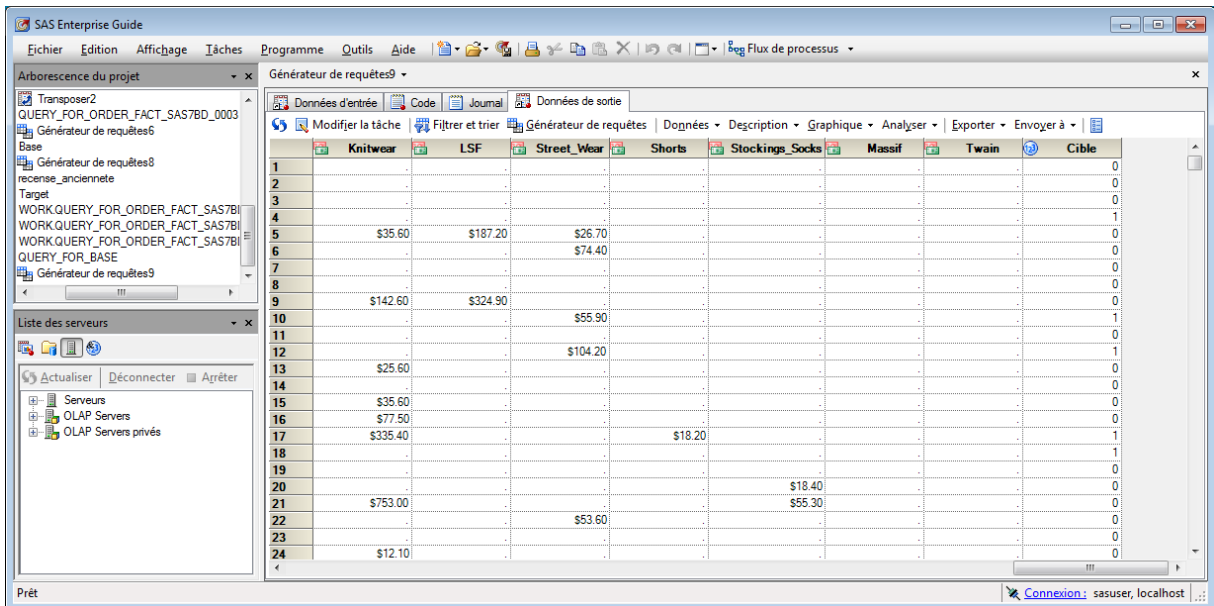 SAS Enterprise Guide
Fichier Edition Affichage Tâches Programme Outils Aide Flux de processus
Arborescence du projet
Transposer2
QUERY_FOR_ORDER_FACT_SAS7BD_0003
Générateur de requêtes6
Base
Générateur de requêtes8
recense_anciennete
Target
WORK.QUERY_FOR_ORDER_FACT_SAS7BI
WORK.QUERY_FOR_ORDER_FACT_SAS7BI
WORK.QUERY_FOR_ORDER_FACT_SAS7BI
QUERY_FOR_BASE
Générateur de requêtes9
Liste des serveurs
Actualiser Déconnecter Arrêter
Serveurs
OLAP Servers
OLAP Servers privés
Générateur de requêtes9
Données d'entrée Code Journal Données de sortie
Modifier la tâche Filtrer et trier Générateur de requêtes Données Description Graphique Analyser Exporter Envoyer à
Knitwear LSF Street_Wear Shorts Stockings_Socks Massif Twain Cible
1 . . . . . . . 0
2 . . . . . . . 0
3 . . . . . . . 0
4 . . . . . . . 1
5 $35.60 $187.20 $26.70 . . . . 0
6 . . $74.40 . . . . 0
7 . . . . . . . 0
8 . . . . . . . 0
9 $142.60 $324.90 . . . . . 0
10 . . $55.90 . . . . 1
11 . . . . . . . 0
12 . . $104.20 . . . . 1
13 $25.60 . . . . . . 0
14 . . . . . . . 0
15 $35.60 . . . . . . 0
16 $77.50 . . . . . . 0
17 $335.40 . . $18.20 . . . 1
18 . . . . . . . 1
19 . . . . . . . 0
20 . . . . $18.40 . . 0
21 $753.00 . . . $55.30 . . 0
22 . . $53.60 . . . . 0
23 . . . . . . . 0
24 $12.10 . . . . . . 0
Prêt
Connexion : sasuser, localhost